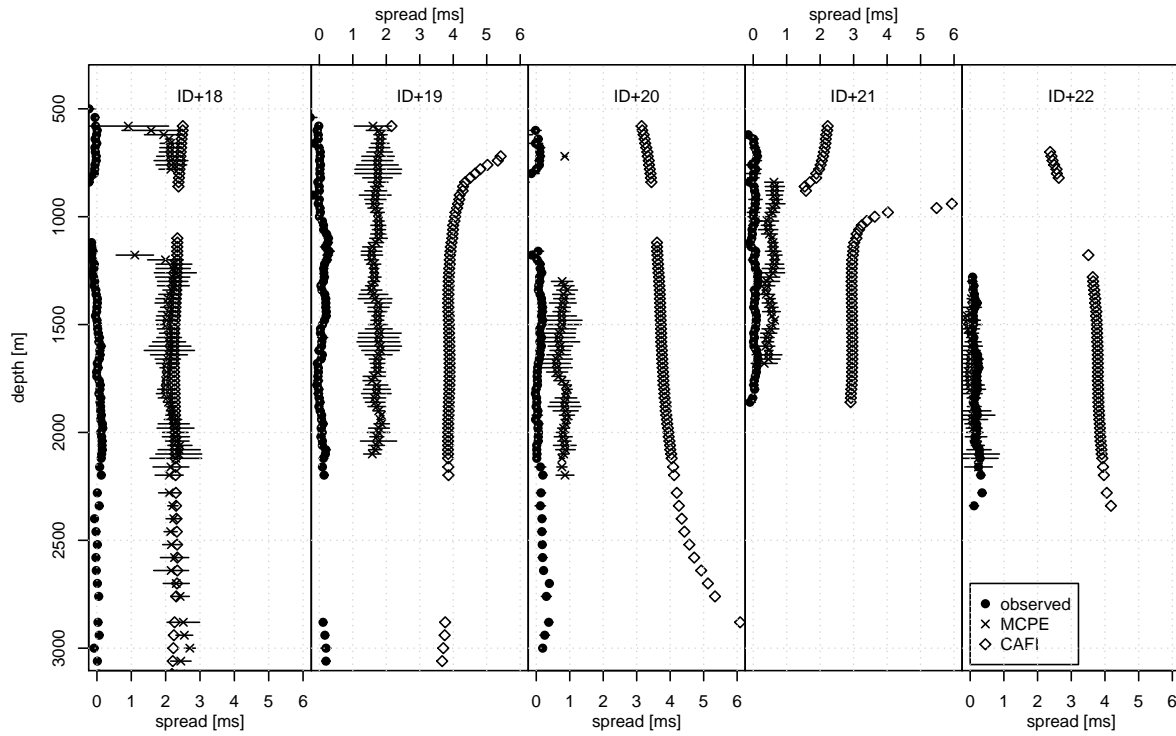 spread [ms] spread [ms]
0 1 2 3 4 5 6 0 1 2 3 4 5 6
ID+18 ID+19 ID+20 ID+21 ID+22
500
1000
1500
2000
2500
3000
depth [m]
observed
MCPE
CAFI
0 1 2 3 4 5 6 0 1 2 3 4 5 6 0 1 2 3 4 5 6
spread [ms] spread [ms] spread [ms]